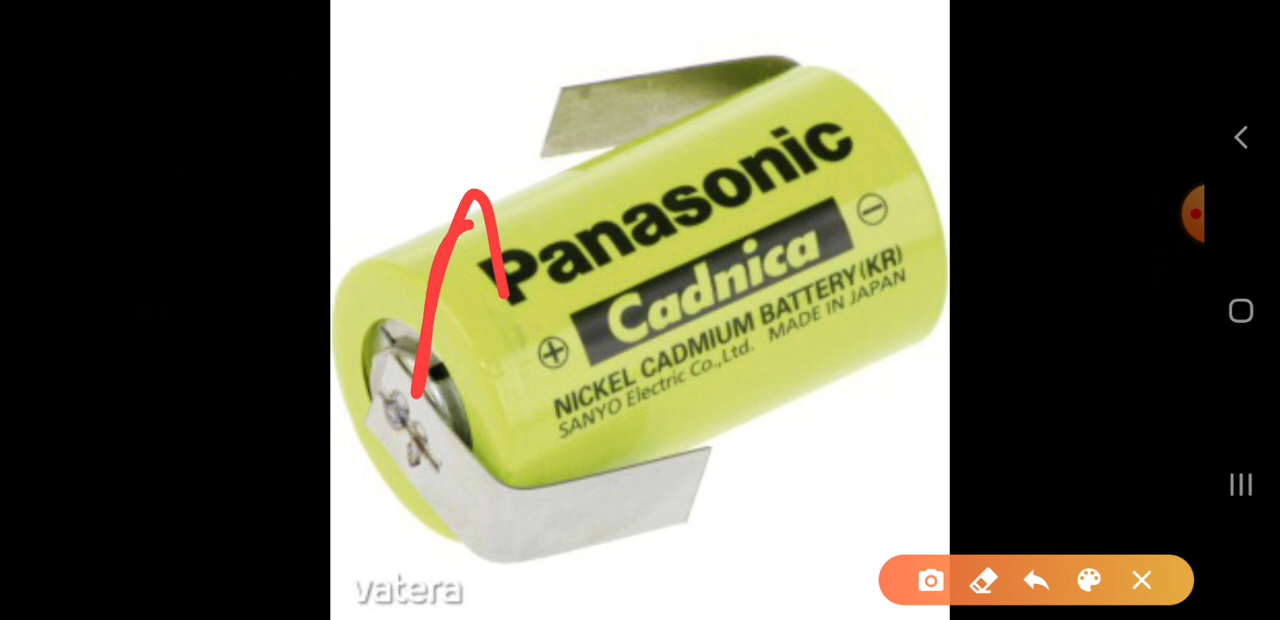 Panasonic
Cadnica
NICKEL CADMIUM BATTERY(KR)
SANYO Electric Co.,Ltd. MADE IN JAPAN
vatera